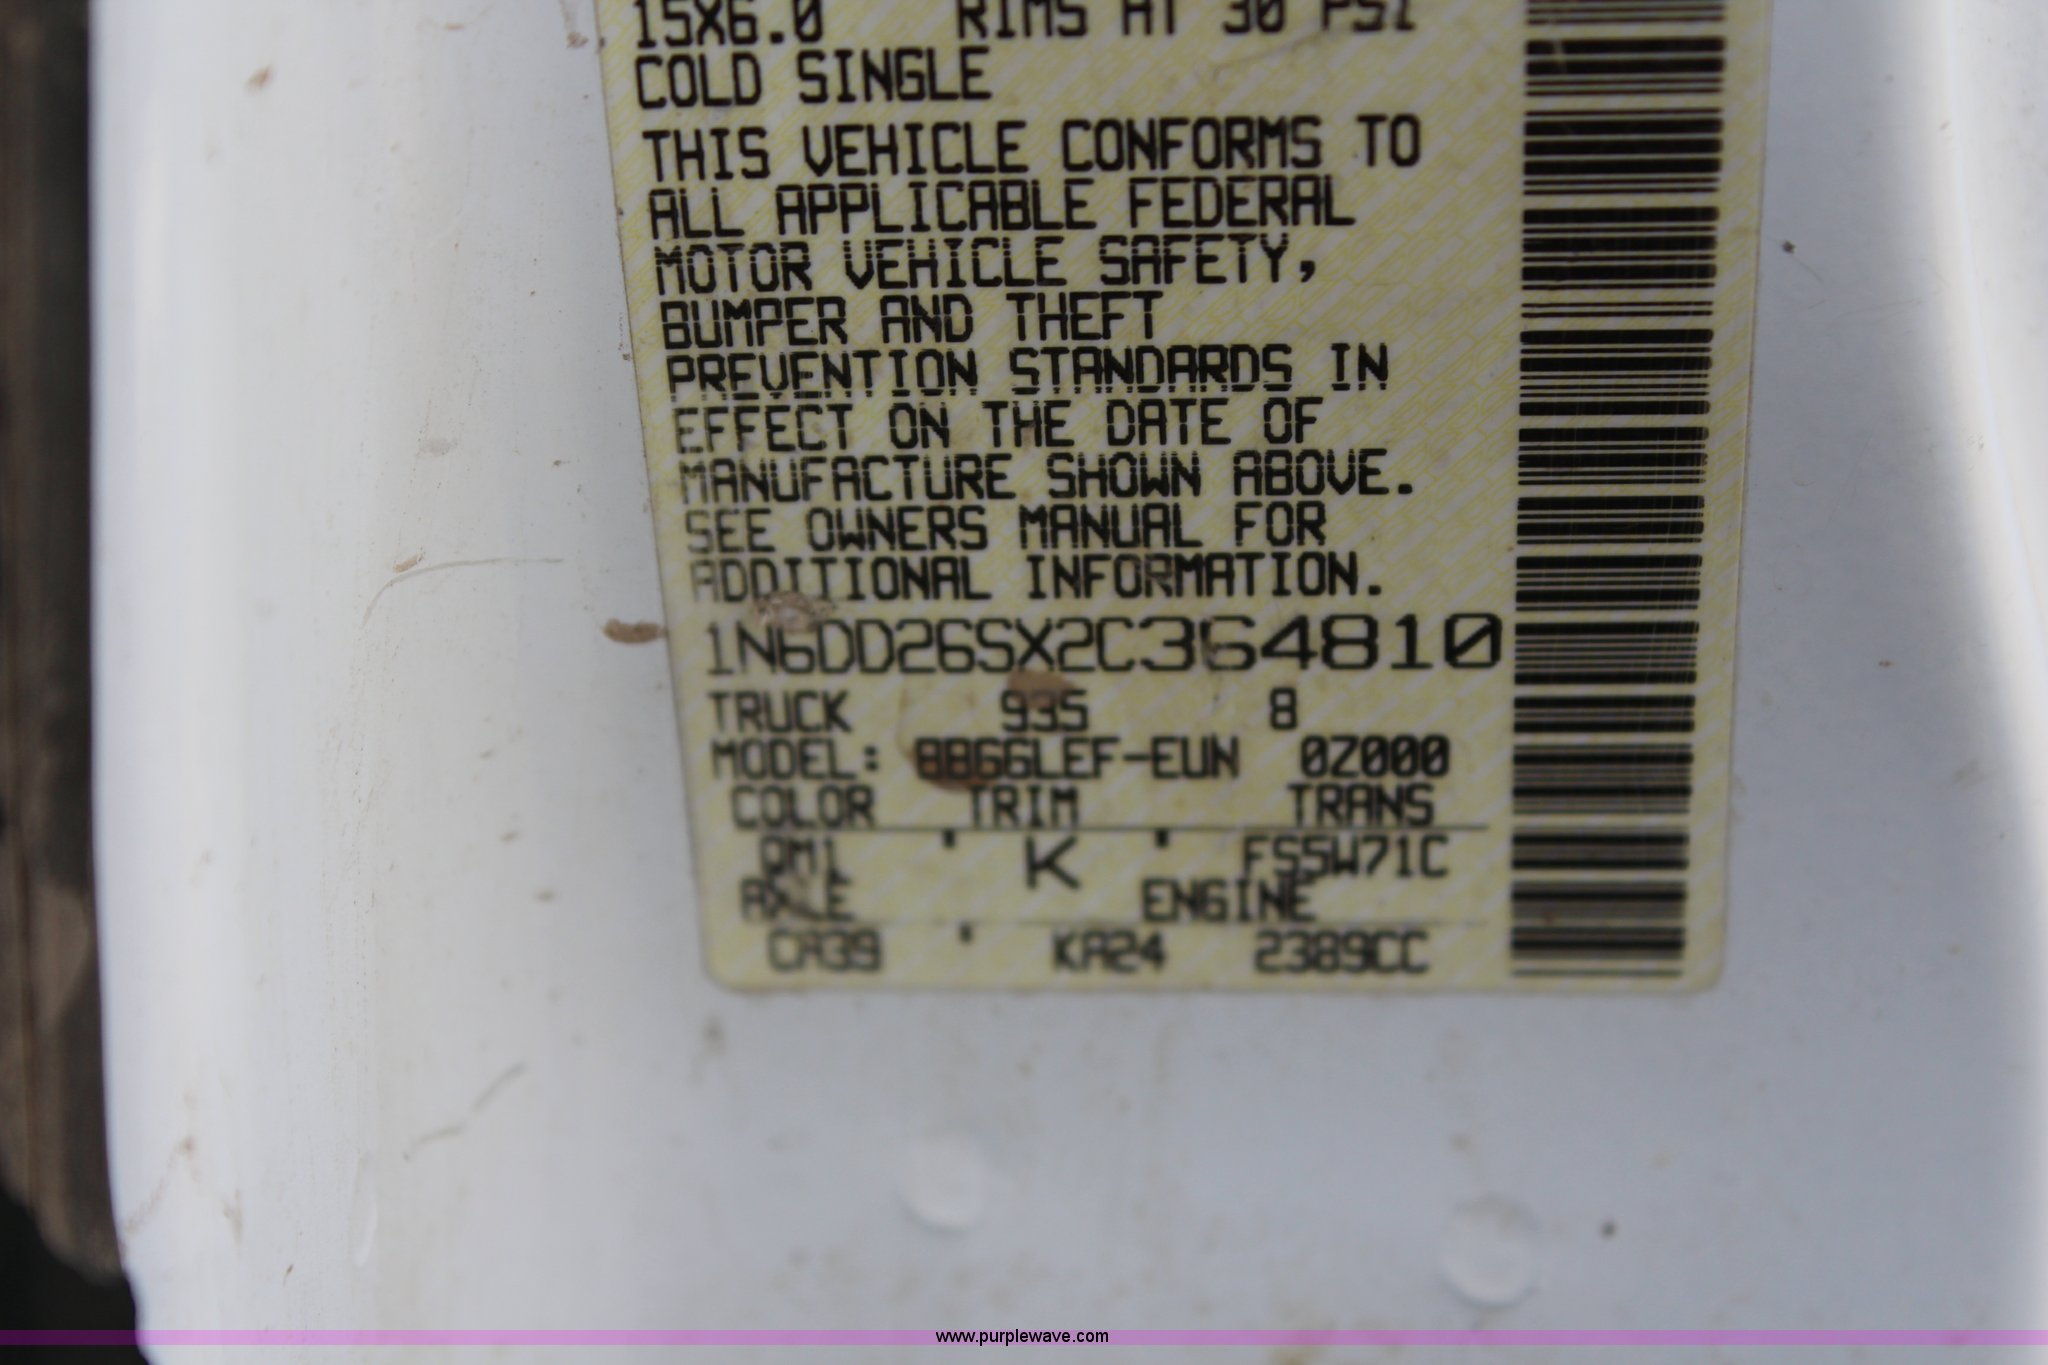 15X6.0 RIMS AT 30 PSI
COLD SINGLE
THIS VEHICLE CONFORMS TO
ALL APPLICABLE FEDERAL
MOTOR VEHICLE SAFETY,
BUMPER AND THEFT
PREVENTION STANDARDS IN
EFFECT ON THE DATE OF
MANUFACTURE SHOWN ABOVE.
SEE OWNERS MANUAL FOR
ADDITIONAL INFORMATION.
1N6DD26SX2C364810
TRUCK 935 8
MODEL: BBGGLEF-EUN 0Z000
COLOR TRIM TRANS
QM1 K FS5W71C
AXLE ENGINE
CA39 KA24 2389CC
www.purplewave.com